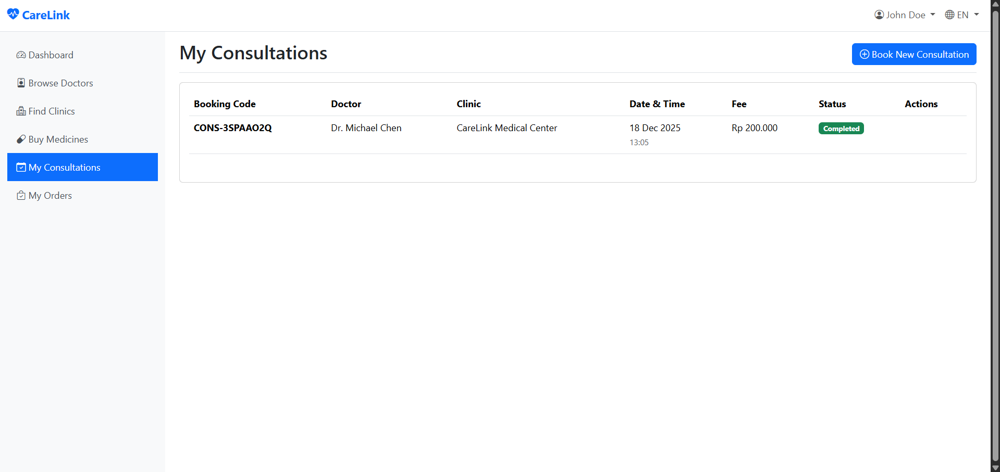 CareLink
John Doe
EN
Dashboard
Browse Doctors
Find Clinics
Buy Medicines
My Consultations
My Orders
My Consultations
Book New Consultation
Booking Code Doctor Clinic Date & Time Fee Status Actions
CONS-3SPAAO2Q Dr. Michael Chen CareLink Medical Center 18 Dec 2025 Rp 200.000 Completed
13:05